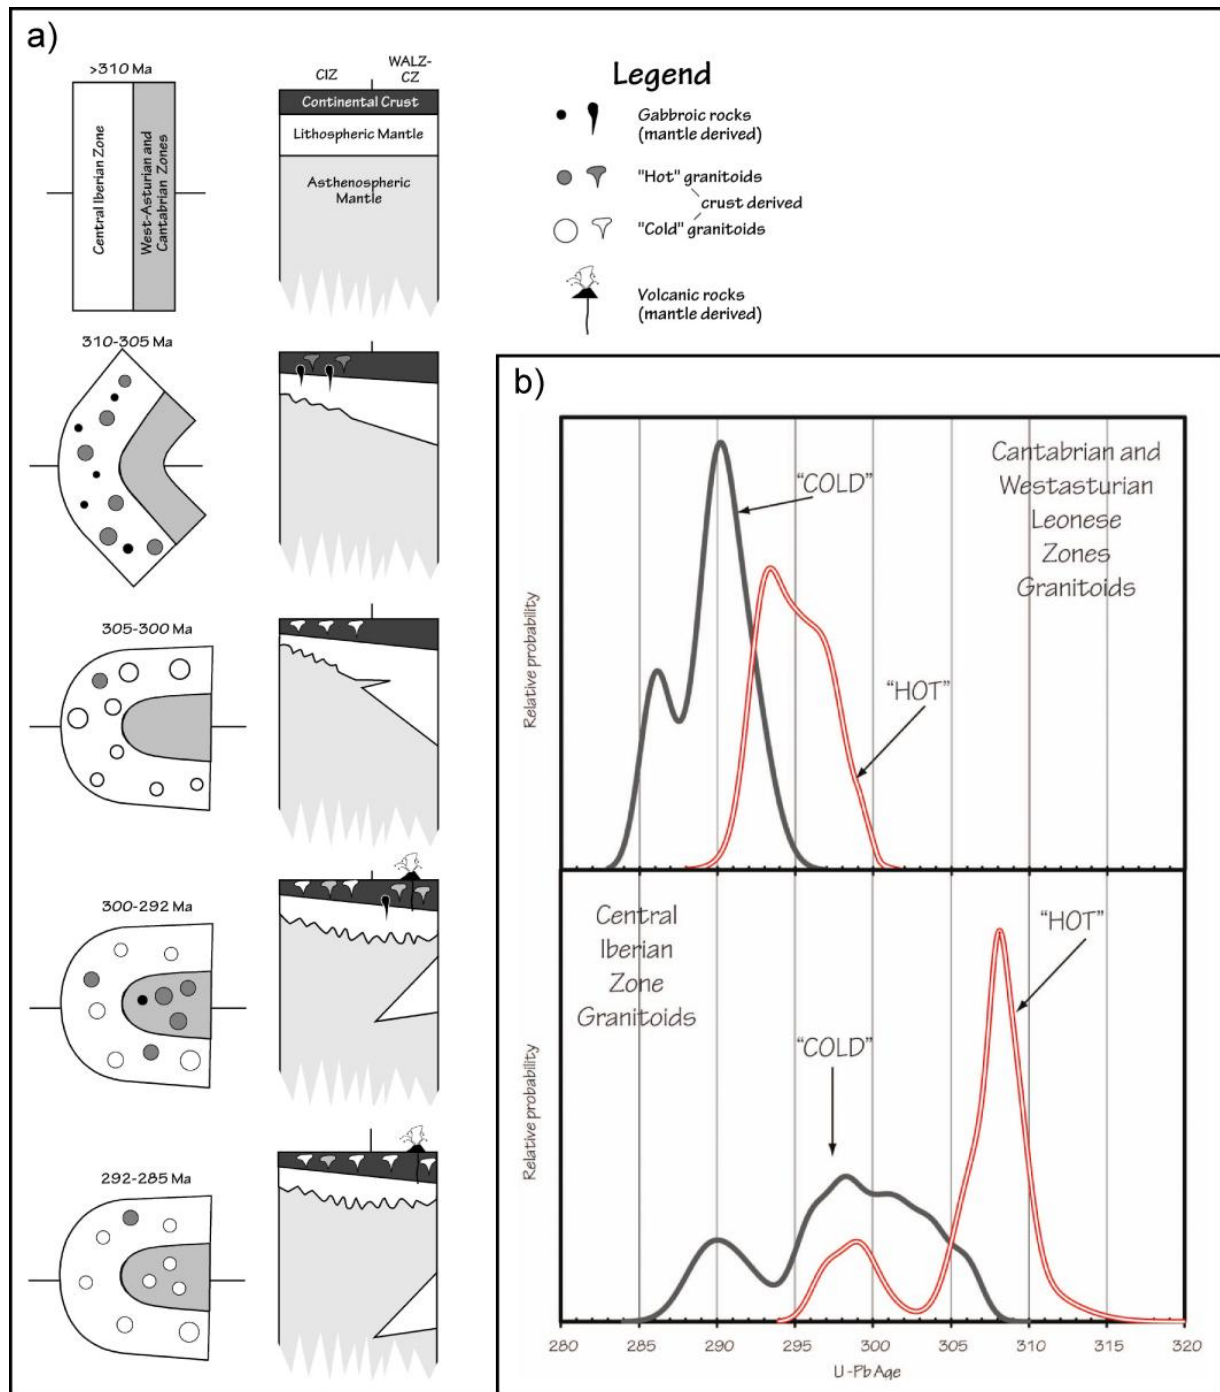 a)
>310 Ma
Central Iberian Zone
West-Asturian and
Cantabrian Zones
CIZ
WALZ-
CZ
Continental Crust
Lithospheric Mantle
Asthenospheric
Mantle
Legend
Gabbroic rocks
(mantle derived)
"Hot" granitoids
crust derived
"Cold" granitoids
Volcanic rocks
(mantle derived)
310-305 Ma
305-300 Ma
300-292 Ma
292-285 Ma
b)
Relative probability
"COLD"
"HOT"
Cantabrian and
Westasturian
Leonese
Zones
Granitoids
Relative probability
Central
Iberian
Zone
Granitoids
"COLD"
"HOT"
280 285 290 295 300 305 310 315 320
U-Pb Age